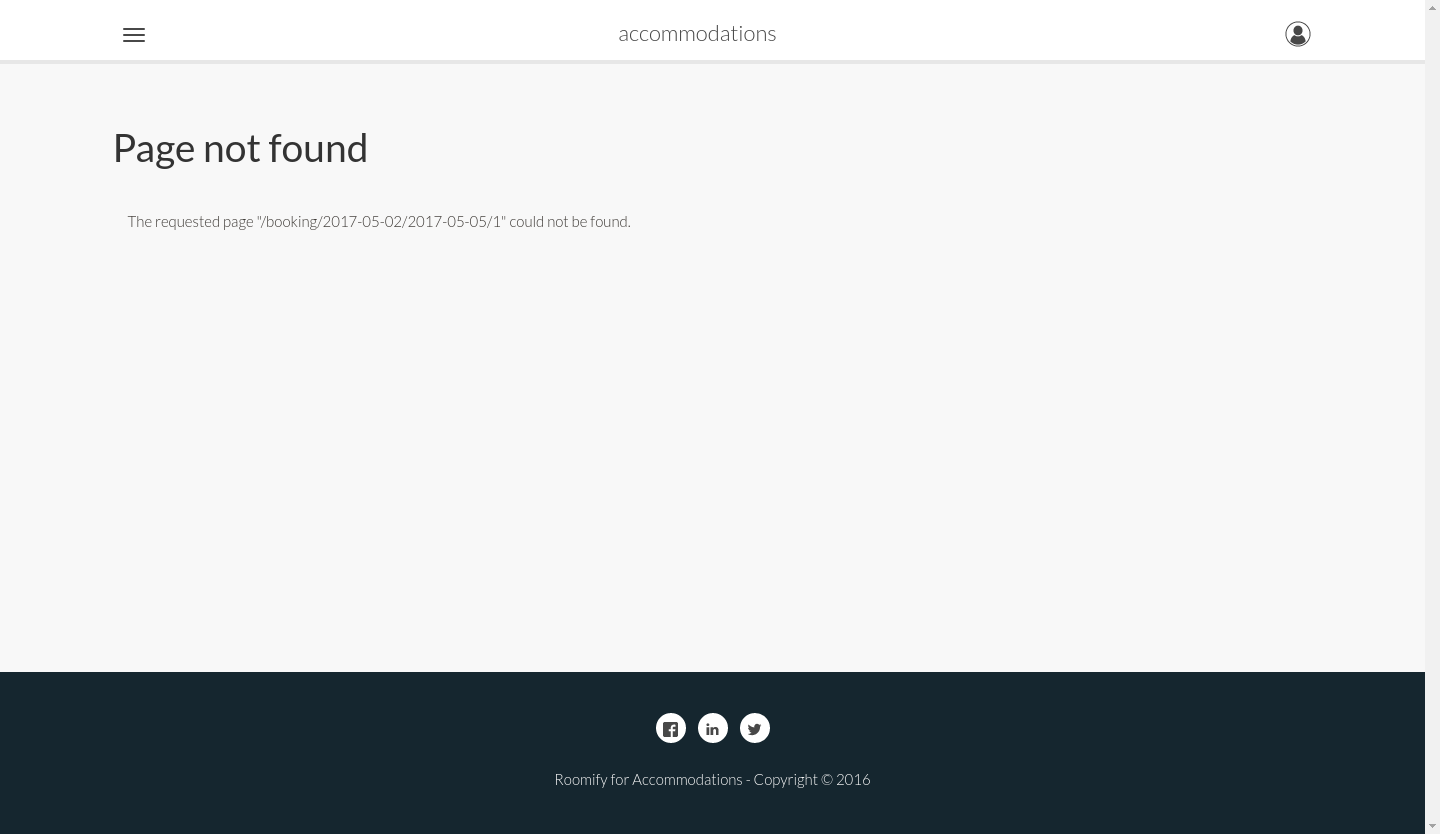 accommodations
Page not found
The requested page "/booking/2017-05-02/2017-05-05/1" could not be found.
Roomify for Accommodations - Copyright © 2016